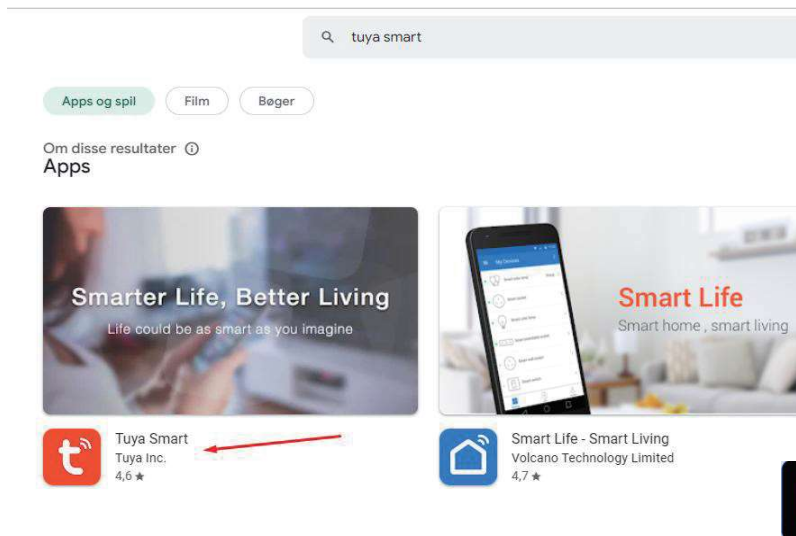 tuya smart
Apps og spil
Film
Bøger
Om disse resultater
Apps
Smarter Life, Better Living
Life could be as smart as you imagine
My Devices
Smart Life
Smart home , smart living
Tuya Smart
Tuya Inc.
4,6 ★
Smart Life - Smart Living
Volcano Technology Limited
4,7 ★